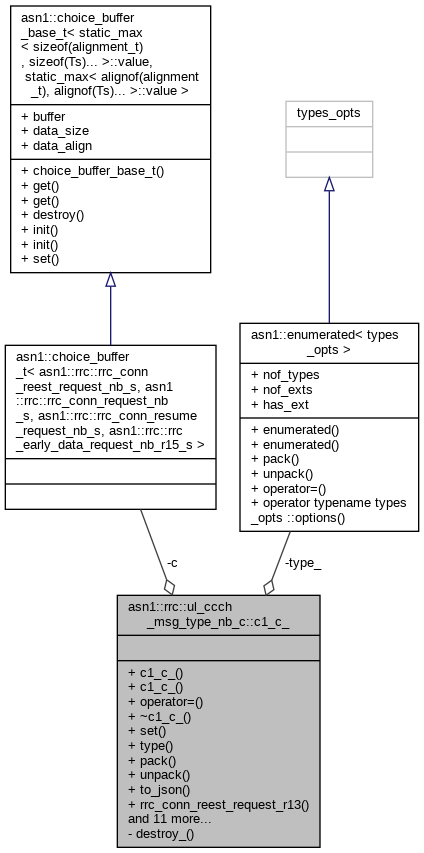 asn1::choice_buffer
_base_t< static_max
< sizeof(alignment_t)
, sizeof(Ts)... >::value,
static_max< alignof(alignment
_t), alignof(Ts)... >::value >
+ buffer
+ data_size
+ data_align
+ choice_buffer_base_t()
+ get()
+ get()
+ destroy()
+ init()
+ init()
+ set()
types_opts
asn1::choice_buffer
_t< asn1::rrc::rrc_conn
_reest_request_nb_s, asn1
::rrc::rrc_conn_request_nb
_s, asn1::rrc::rrc_conn_resume
_request_nb_s, asn1::rrc::rrc
_early_data_request_nb_r15_s >
asn1::enumerated< types
_opts >
+ nof_types
+ nof_exts
+ has_ext
+ enumerated()
+ enumerated()
+ pack()
+ unpack()
+ operator=()
+ operator typename types
_opts ::options()
-c
-type_
asn1::rrc::ul_ccch
_msg_type_nb_c::c1_c_
+ c1_c_()
+ c1_c_()
+ operator=()
+ ~c1_c_()
+ set()
+ type()
+ pack()
+ unpack()
+ to_json()
+ rrc_conn_reest_request_r13()
and 11 more...
- destroy_()